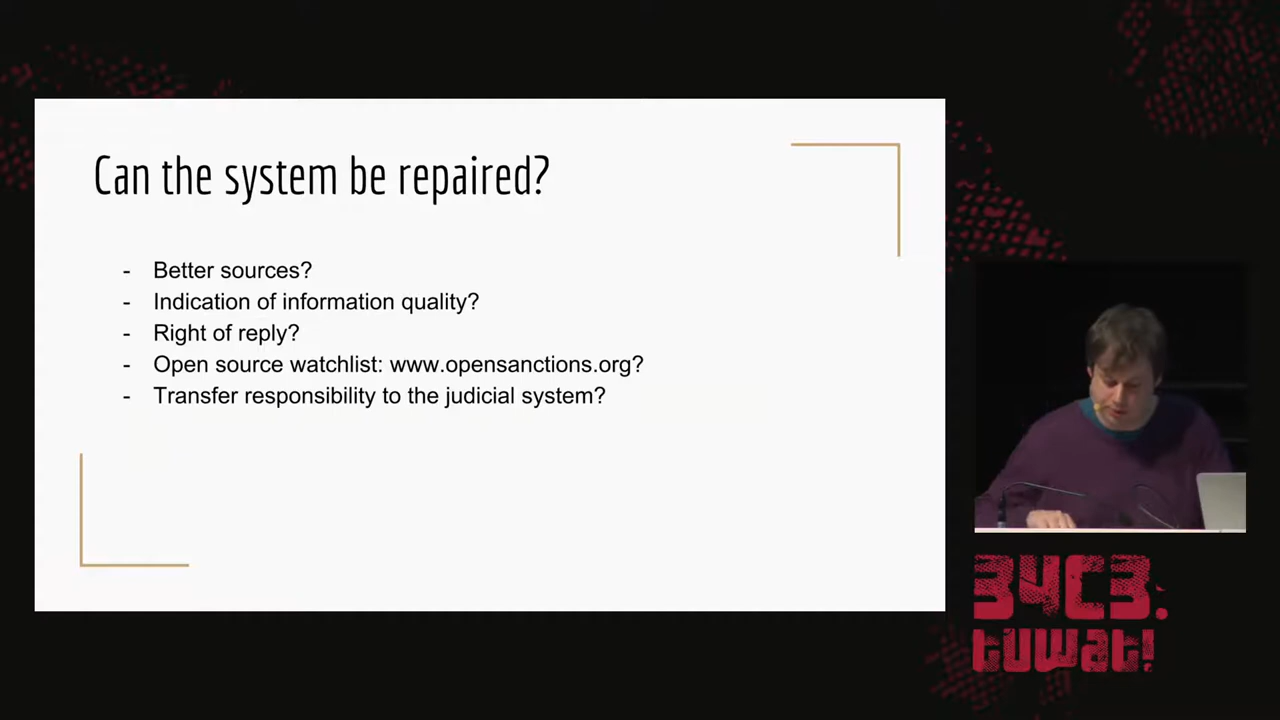 Can the system be repaired?
- Better sources?
- Indication of information quality?
- Right of reply?
- Open source watchlist: www.opensanctions.org?
- Transfer responsibility to the judicial system?
34C3.
tuwat!